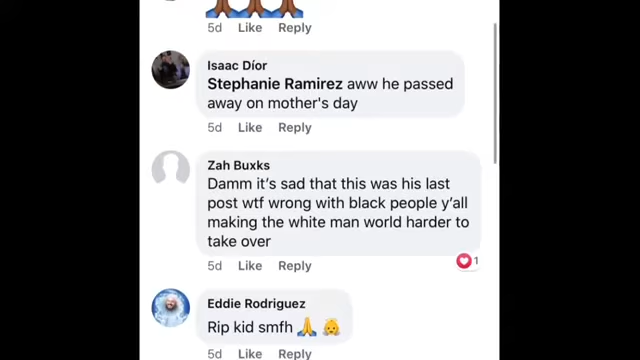 🙏🏾🙏🏾🙏🏾
5d Like Reply
Isaac Díor
Stephanie Ramirez aww he passed
away on mother's day
5d Like Reply
Zah Buxks
Damm it's sad that this was his last
post wtf wrong with black people y'all
making the white man world harder to
take over
5d Like Reply
1
Eddie Rodriguez
Rip kid smfh 🙏 👼
5d Like Reply